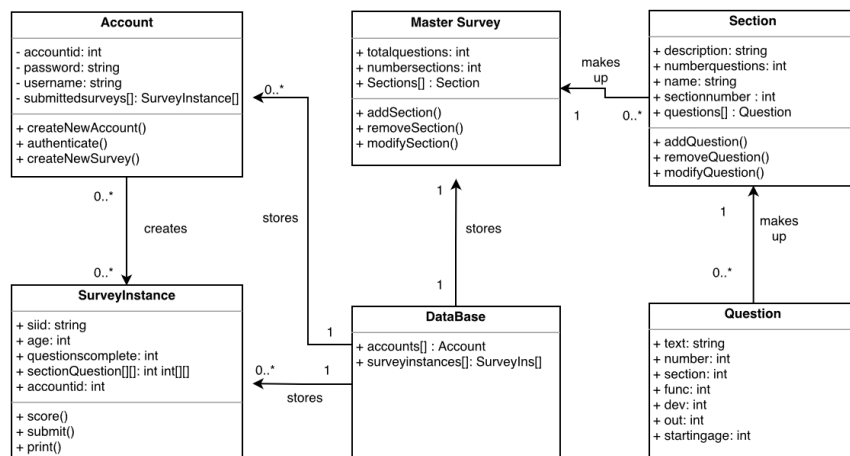 Account
- accountid: int
- password: string
- username: string
- submittedsurveys[]: SurveyInstance[]
+ createNewAccount()
+ authenticate()
+ createNewSurvey()
Master Survey
+ totalquestions: int
+ numbersections: int
+ Sections[] : Section
+ addSection()
+ removeSection()
+ modifySection()
Section
+ description: string
+ numberquestions: int
+ name: string
+ sectionnumber : int
+ questions[] : Question
+ addQuestion()
+ removeQuestion()
+ modifyQuestion()
makes
up
1
0..*
0..*
0..*
creates
0..*
stores
1
1
stores
1
1
makes
up
0..*
SurveyInstance
+ siid: string
+ age: int
+ questionscomplete: int
+ sectionQuestion[][]: int int[][]
+ accountid: int
+ score()
+ submit()
+ print()
0..*
1
stores
DataBase
+ accounts[] : Account
+ surveyinstances[]: SurveyIns[]
Question
+ text: string
+ number: int
+ section: int
+ func: int
+ dev: int
+ out: int
+ startingage: int